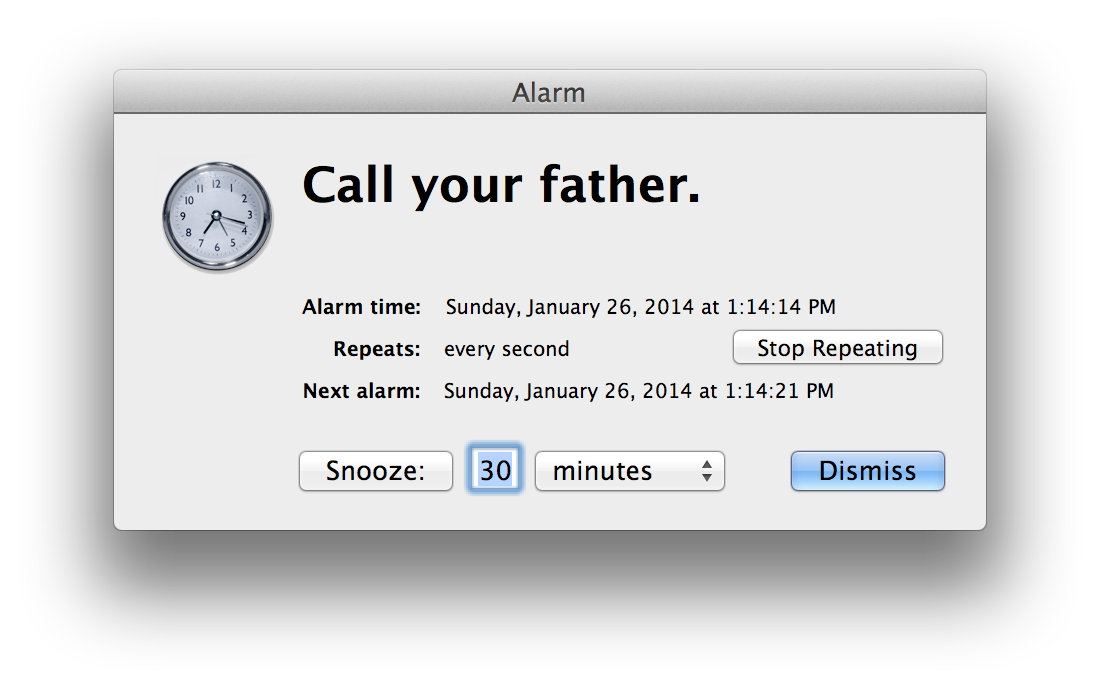 Alarm
12
11 1
10 2
9 3
8 4
7 5
6
Call your father.
Alarm time: Sunday, January 26, 2014 at 1:14:14 PM
Repeats: every second Stop Repeating
Next alarm: Sunday, January 26, 2014 at 1:14:21 PM
Snooze: 30 minutes Dismiss